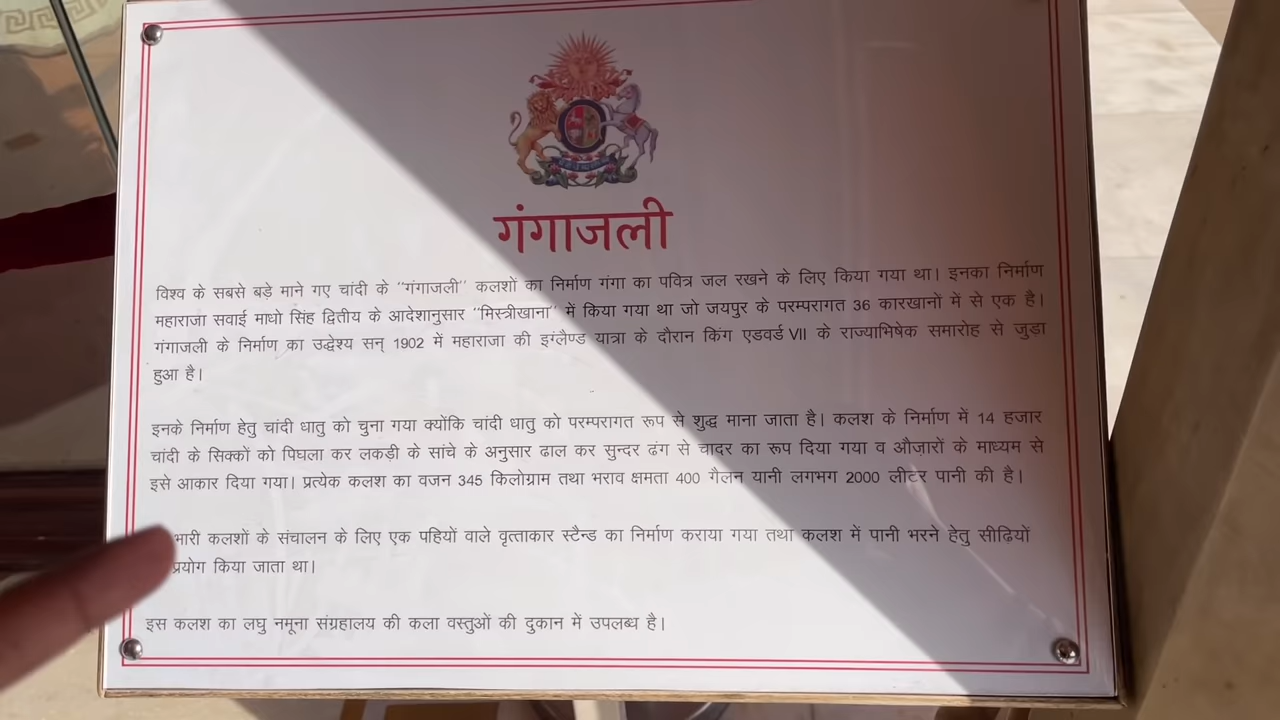 गंगाजली
विश्व के सबसे बड़े माने गए चांदी के "गंगाजली" कलशों का निर्माण गंगा का पवित्र जल रखने के लिए किया गया था। इनका निर्माण
महाराजा सवाई माधो सिंह द्वितीय के आदेशानुसार "मिस्त्रीखाना" में किया गया था जो जयपुर के परम्परागत 36 कारखानों में से एक है।
गंगाजली के निर्माण का उद्धेश्य सन् 1902 में महाराजा की इंग्लैण्ड यात्रा के दौरान किंग एडवर्ड VII के राज्याभिषेक समारोह से जुड़ा
हुआ है।
इनके निर्माण हेतु चांदी धातु को चुना गया क्योंकि चांदी धातु को परम्परागत रूप से शुद्ध माना जाता है। कलश के निर्माण में 14 हजार
चांदी के सिक्कों को पिघला कर लकड़ी के सांचे के अनुसार ढाल कर सुन्दर ढंग से चादर का रूप दिया गया व औज़ारों के माध्यम से
इसे आकार दिया गया। प्रत्येक कलश का वजन 345 किलोग्राम तथा भराव क्षमता 400 गैलन यानी लगभग 2000 लीटर पानी की है।
भारी कलशों के संचालन के लिए एक पहियों वाले वृत्ताकार स्टैन्ड का निर्माण कराया गया तथा कलश में पानी भरने हेतु सीढ़ियों
प्रयोग किया जाता था।
इस कलश का लघु नमूना संग्रहालय की कला वस्तुओं की दुकान में उपलब्ध है।